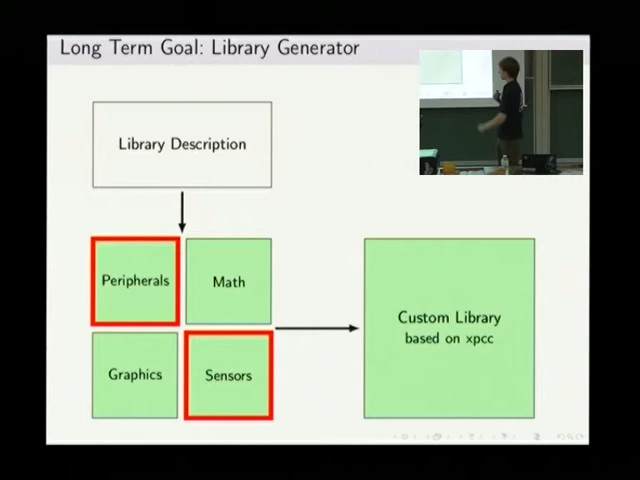 Long Term Goal: Library Generator
Library Description
Peripherals
Math
Graphics
Sensors
Custom Library
based on xpcc